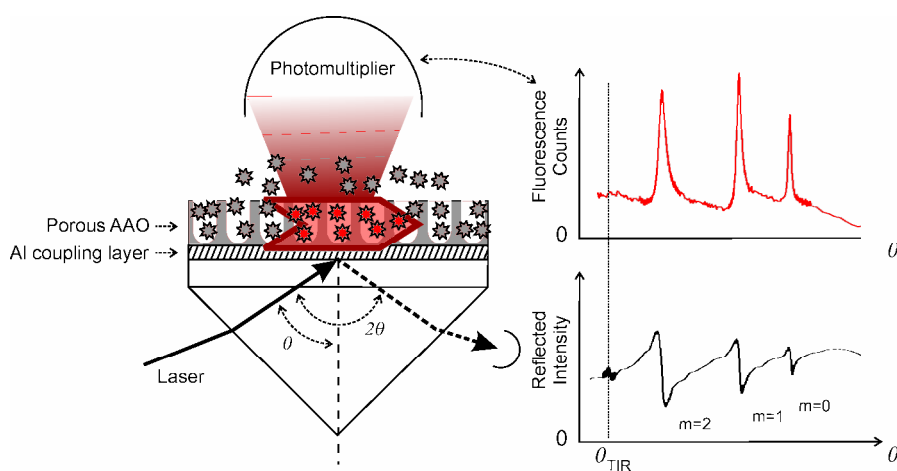 Photomultiplier
Porous AAO
Al coupling layer
θ
2θ
Laser
Fluorescence
Counts
0
θ
Reflected
Intensity
m=2
m=1
m=0
0
θTIR
θ